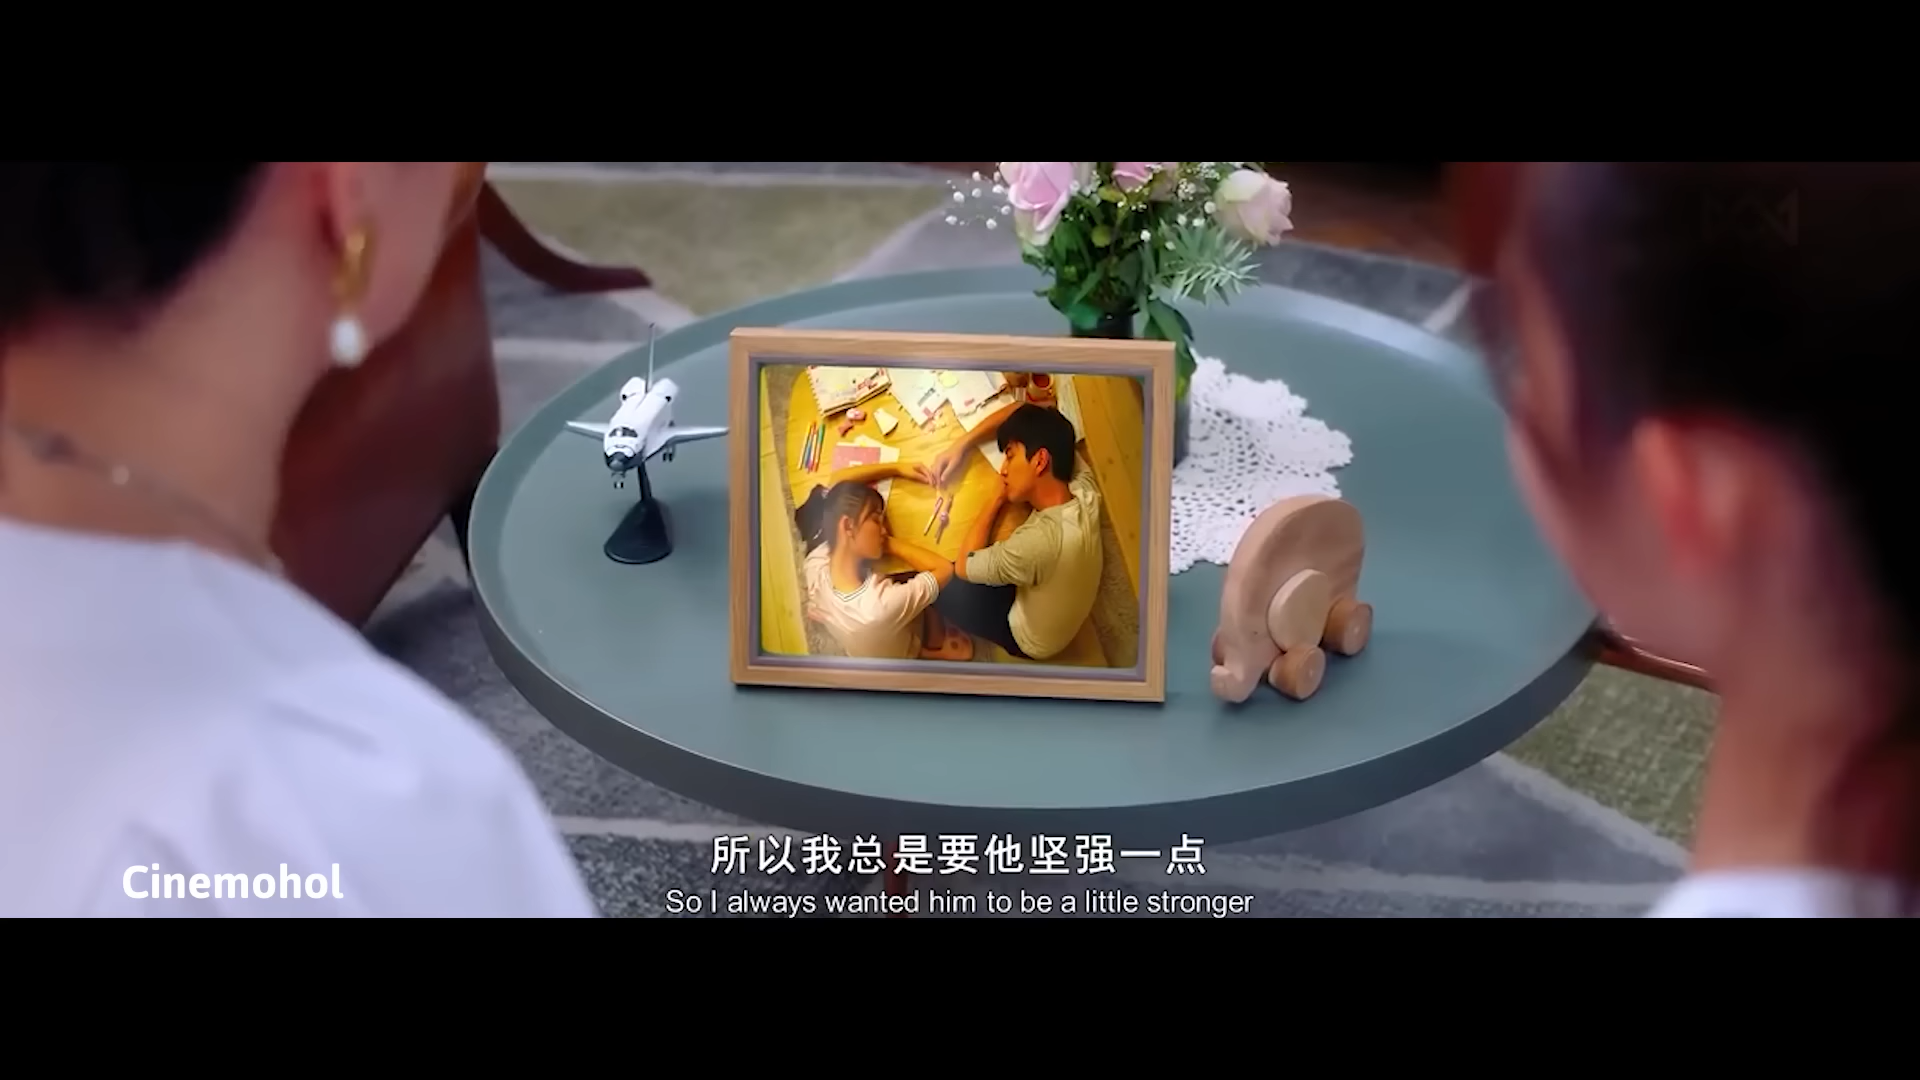 所以我总是要他坚强一点
So I always wanted him to be a little stronger
Cinemohol